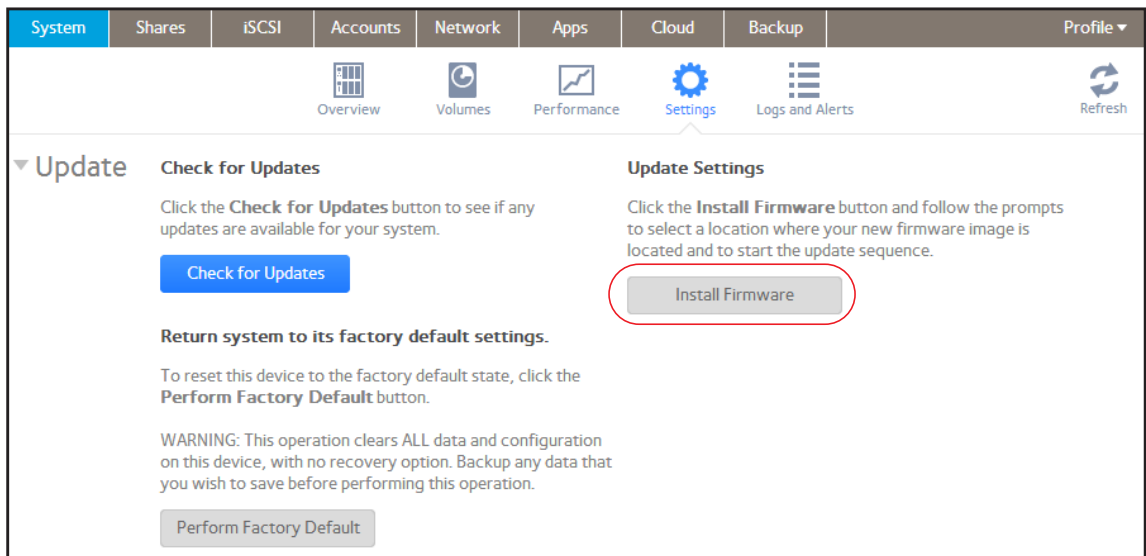 System Shares iSCSI Accounts Network Apps Cloud Backup Profile
Overview Volumes Performance Settings Logs and Alerts Refresh
Update
Check for Updates
Click the Check for Updates button to see if any
updates are available for your system.
Check for Updates
Return system to its factory default settings.
To reset this device to the factory default state, click the
Perform Factory Default button.
WARNING: This operation clears ALL data and configuration
on this device, with no recovery option. Backup any data that
you wish to save before performing this operation.
Perform Factory Default
Update Settings
Click the Install Firmware button and follow the prompts
to select a location where your new firmware image is
located and to start the update sequence.
Install Firmware